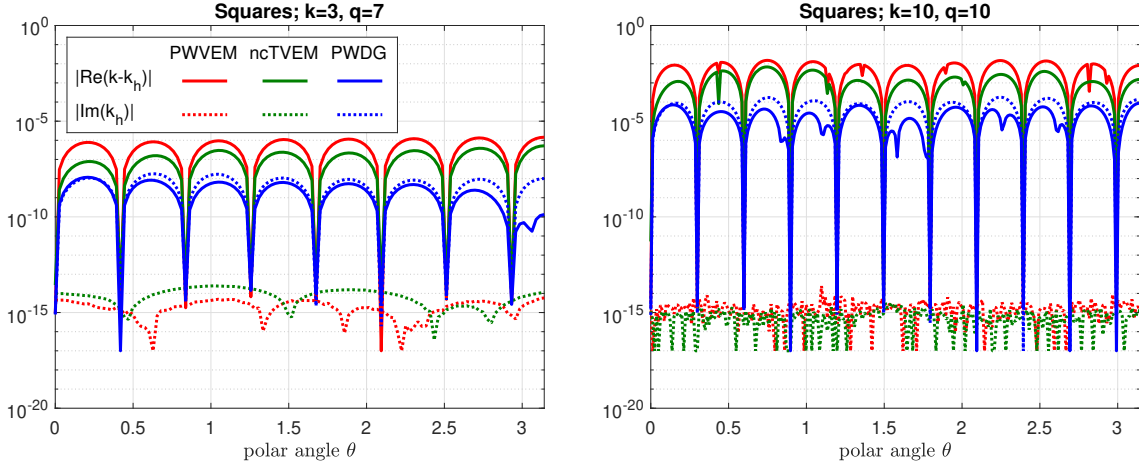 Squares; k=3, q=7
10^0
10^-5
10^-10
10^-15
10^-20
PWVEM ncTVEM PWDG
|Re(k-k_h)|
|Im(k_h)|
0 0.5 1 1.5 2 2.5 3
polar angle θ
Squares; k=10, q=10
10^0
10^-5
10^-10
10^-15
10^-20
0 0.5 1 1.5 2 2.5 3
polar angle θ